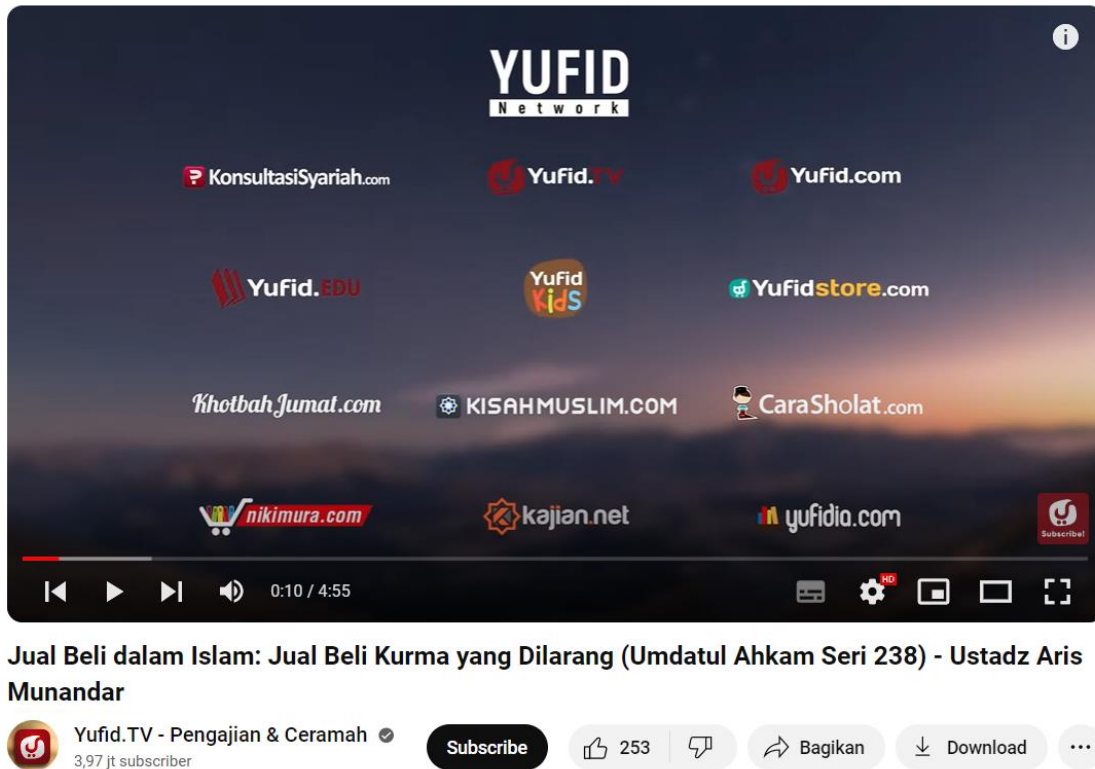 YUFID
Network
KonsultasiSyariah.com
Yufid.TV
Yufid.com
Yufid.EDU
Yufid
Kids
Yufidstore.com
KhotbahJumat.com
KISAHMUSLIM.COM
CaraSholat.com
nikimura.com
kajian.net
yufidia.com
Subscribe!
0:10 / 4:55
HD
Jual Beli dalam Islam: Jual Beli Kurma yang Dilarang (Umdatul Ahkam Seri 238) - Ustadz Aris
Munandar
Yufid.TV - Pengajian & Ceramah
3,97 jt subscriber
Subscribe
253
Bagikan
Download